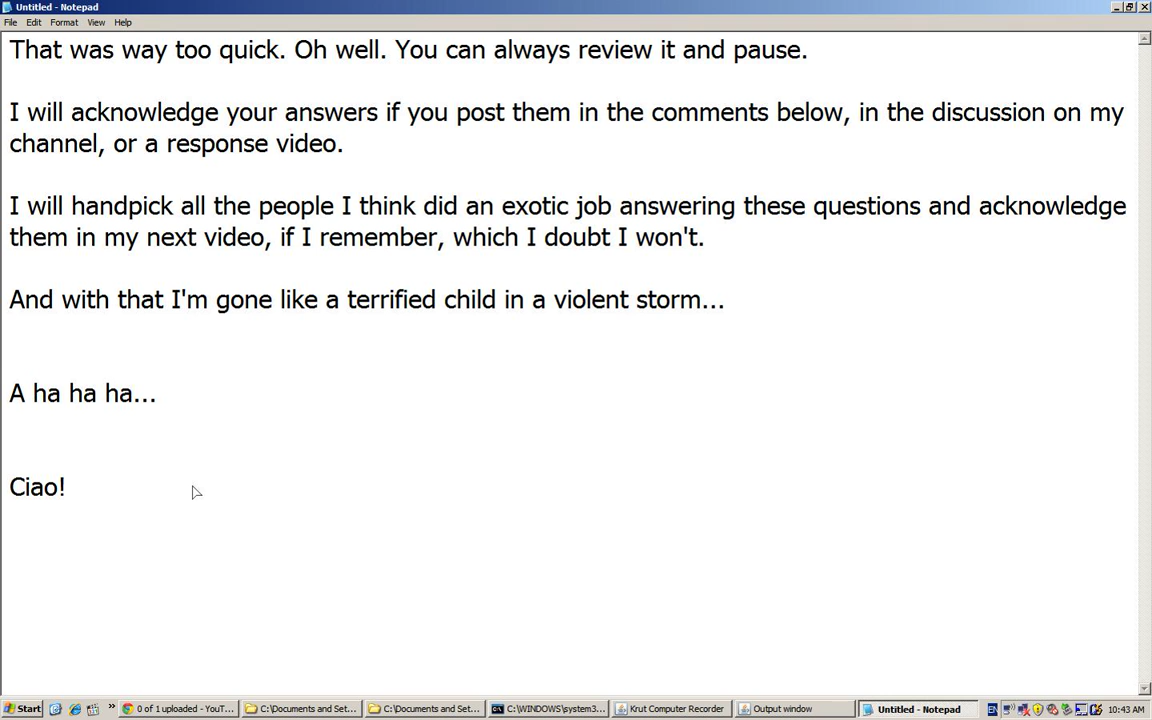 Untitled - Notepad
File Edit Format View Help
That was way too quick. Oh well. You can always review it and pause.
I will acknowledge your answers if you post them in the comments below, in the discussion on my
channel, or a response video.
I will handpick all the people I think did an exotic job answering these questions and acknowledge
them in my next video, if I remember, which I doubt I won't.
And with that I'm gone like a terrified child in a violent storm...
A ha ha ha...
Ciao!
Start » 0 of 1 uploaded - YouT... C:\Documents and Set... C:\Documents and Set... C:\WINDOWS\system3... Krut Computer Recorder Output window Untitled - Notepad EN 10:43 AM